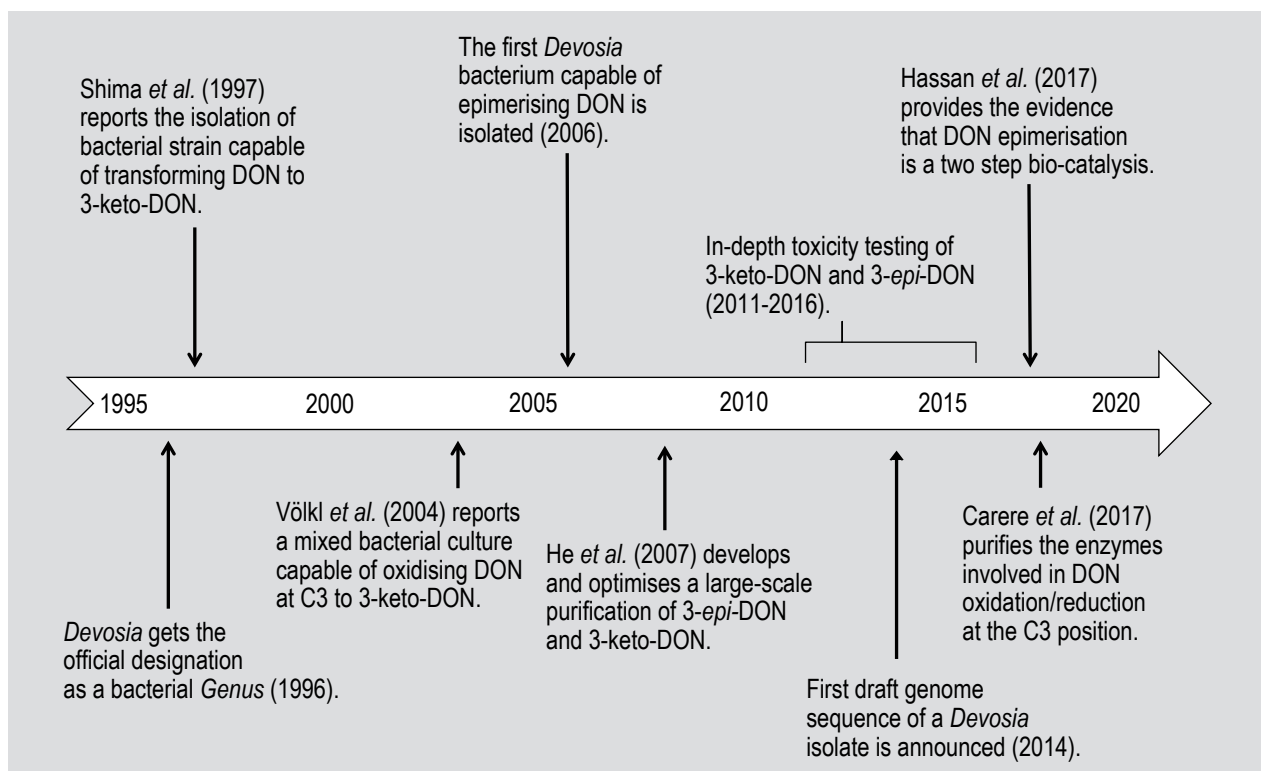 Shima et al. (1997)
reports the isolation of
bacterial strain capable
of transforming DON to
3-keto-DON.
The first Devosia
bacterium capable of
epimerising DON is
isolated (2006).
Hassan et al. (2017)
provides the evidence
that DON epimerisation
is a two step bio-catalysis.
In-depth toxicity testing of
3-keto-DON and 3-epi-DON
(2011-2016).
1995 2000 2005 2010 2015 2020
Devosia gets the
official designation
as a bacterial Genus (1996).
Völkl et al. (2004) reports
a mixed bacterial culture
capable of oxidising DON
at C3 to 3-keto-DON.
He et al. (2007) develops
and optimises a large-scale
purification of 3-epi-DON
and 3-keto-DON.
First draft genome
sequence of a Devosia
isolate is announced (2014).
Carere et al. (2017)
purifies the enzymes
involved in DON
oxidation/reduction
at the C3 position.